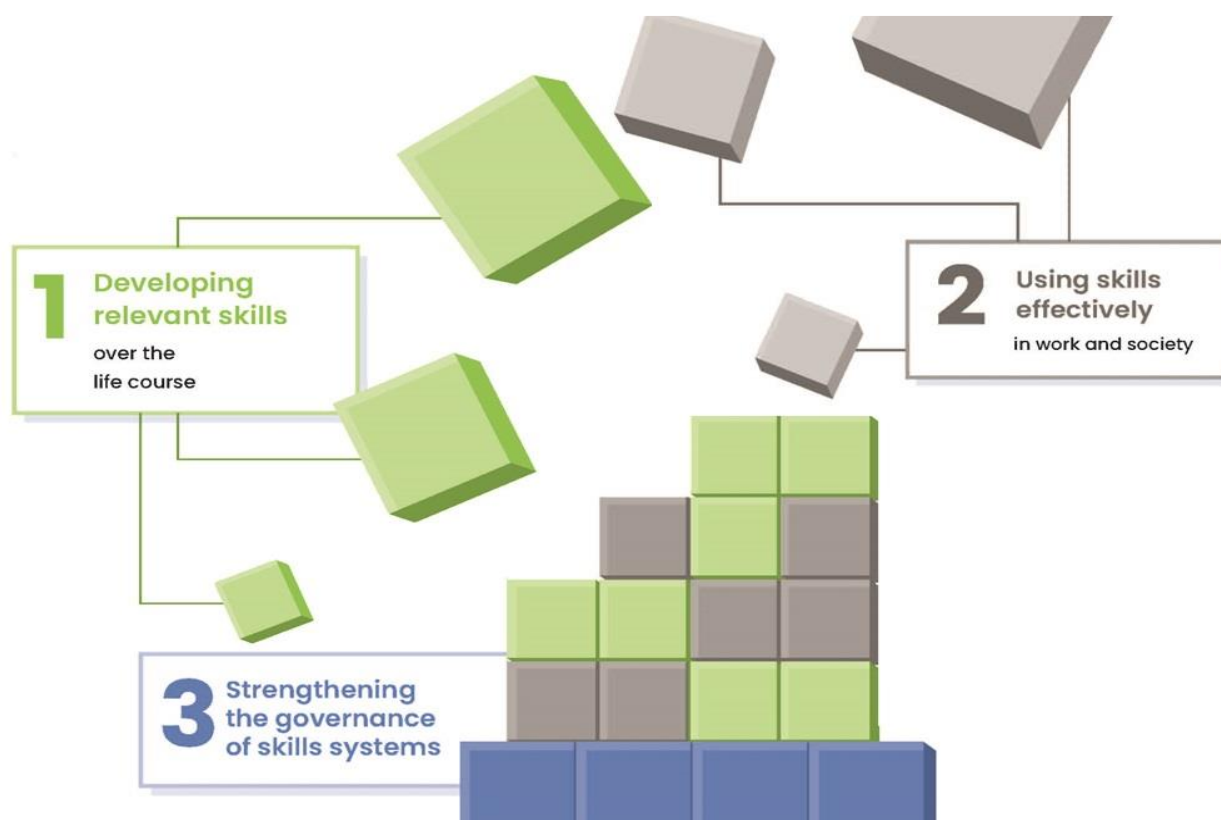 1
Developing
relevant skills
over the
life course
2
Using skills
effectively
in work and society
3
Strengthening
the governance
of skills systems